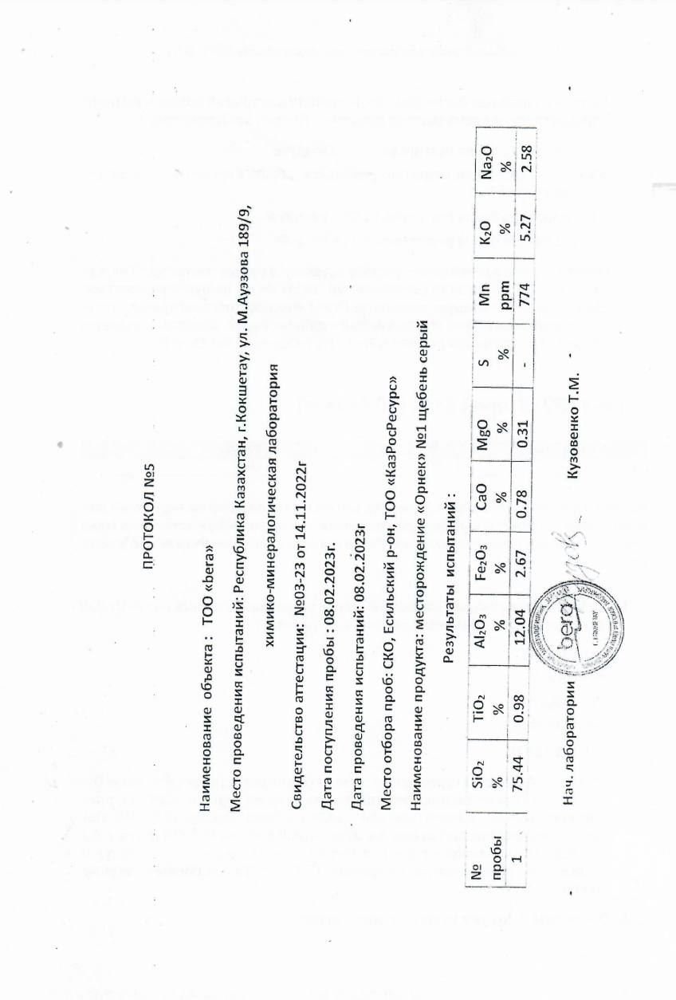 ПРОТОКОЛ №5
Наименование объекта : ТОО «bera»
Место проведения испытаний: Республика Казахстан, г.Кокшетау, ул. М.Ауэзова 189/9,
химико-минералогическая лаборатория
Свидетельство аттестации: №03-23 от 14.11.2022г
Дата поступления пробы : 08.02.2023г.
Дата проведения испытаний: 08.02.2023г
Место отбора проб: СКО, Есильский р-он, ТОО «КазРосРесурс»
Наименование продукта: месторождение «Орнек» №1 щебень серый
Результаты испытаний :
№ пробы SiO₂ % TiO₂ % Al₂O₃ % Fe₂O₃ % CaO % MgO % S % Mn ppm K₂O % Na₂O %
1 75.44 0.98 12.04 2.67 0.78 0.31 - 774 5.27 2.58
Нач. лаборатории Кузовенко Т.М.
bera